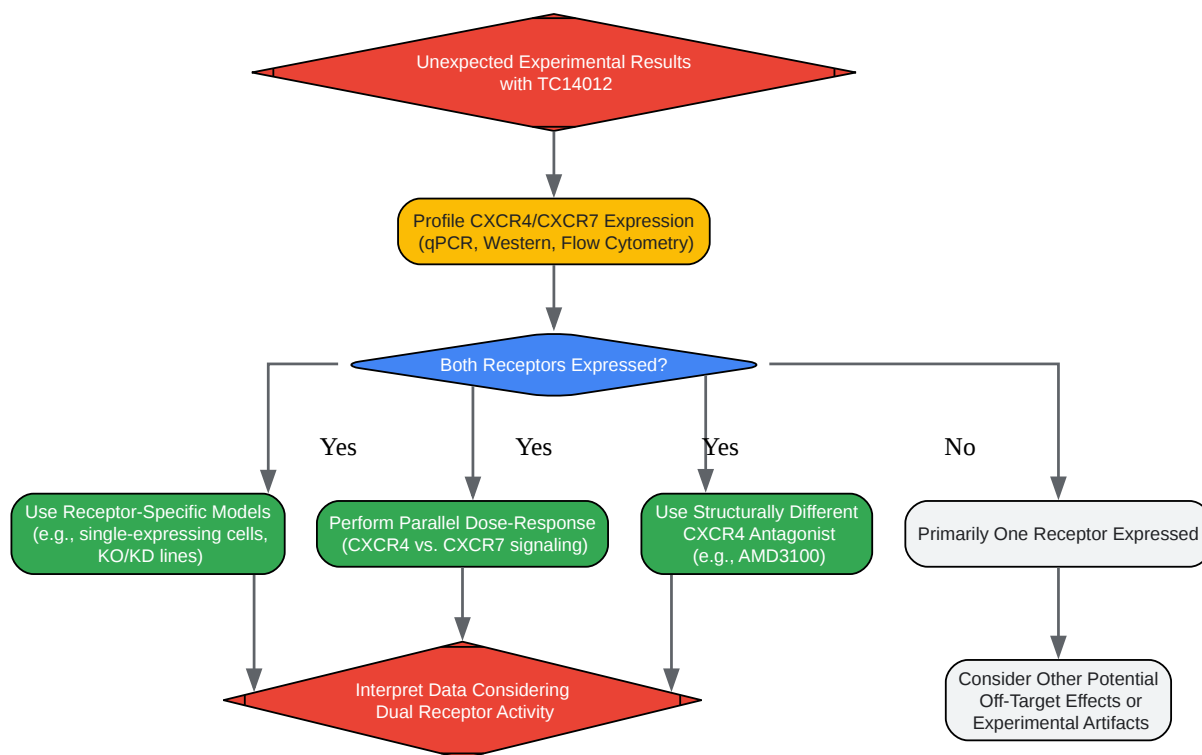 Unexpected Experimental Results
with TC14012
Profile CXCR4/CXCR7 Expression
(qPCR, Western, Flow Cytometry)
Both Receptors Expressed?
Yes
Yes
Yes
No
Use Receptor-Specific Models
(e.g., single-expressing cells,
KO/KD lines)
Perform Parallel Dose-Response
(CXCR4 vs. CXCR7 signaling)
Use Structurally Different
CXCR4 Antagonist
(e.g., AMD3100)
Primarily One Receptor Expressed
Interpret Data Considering
Dual Receptor Activity
Consider Other Potential
Off-Target Effects or
Experimental Artifacts